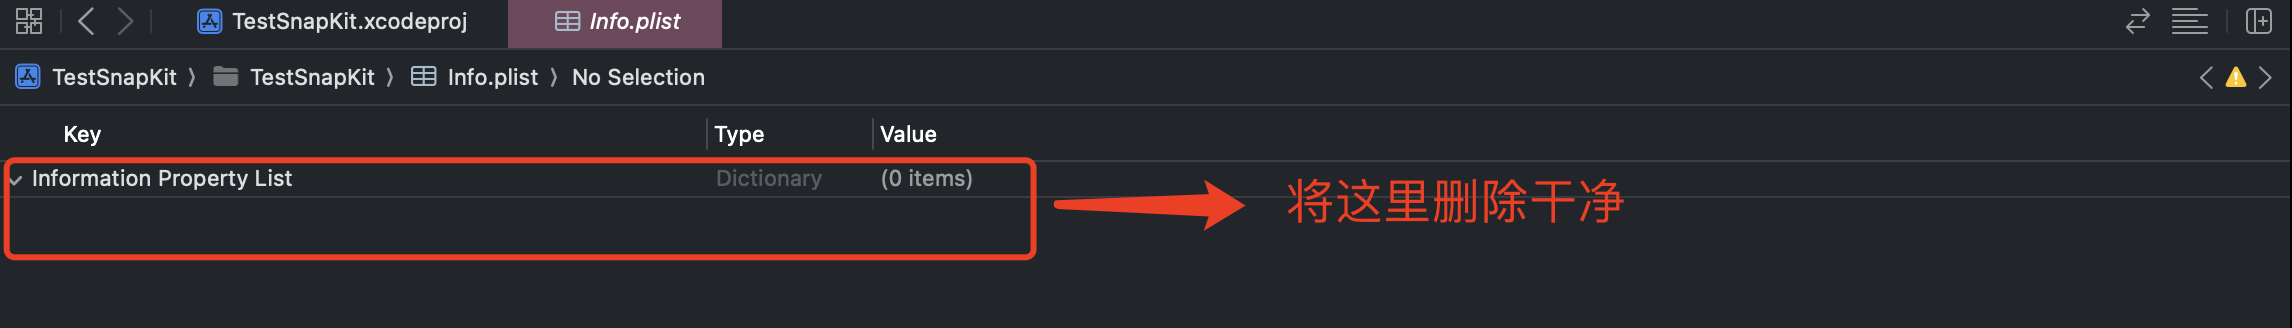 TestSnapKit.xcodeproj Info.plist
TestSnapKit TestSnapKit Info.plist No Selection
Key Type Value
Information Property List Dictionary (0 items)
将这里删除干净